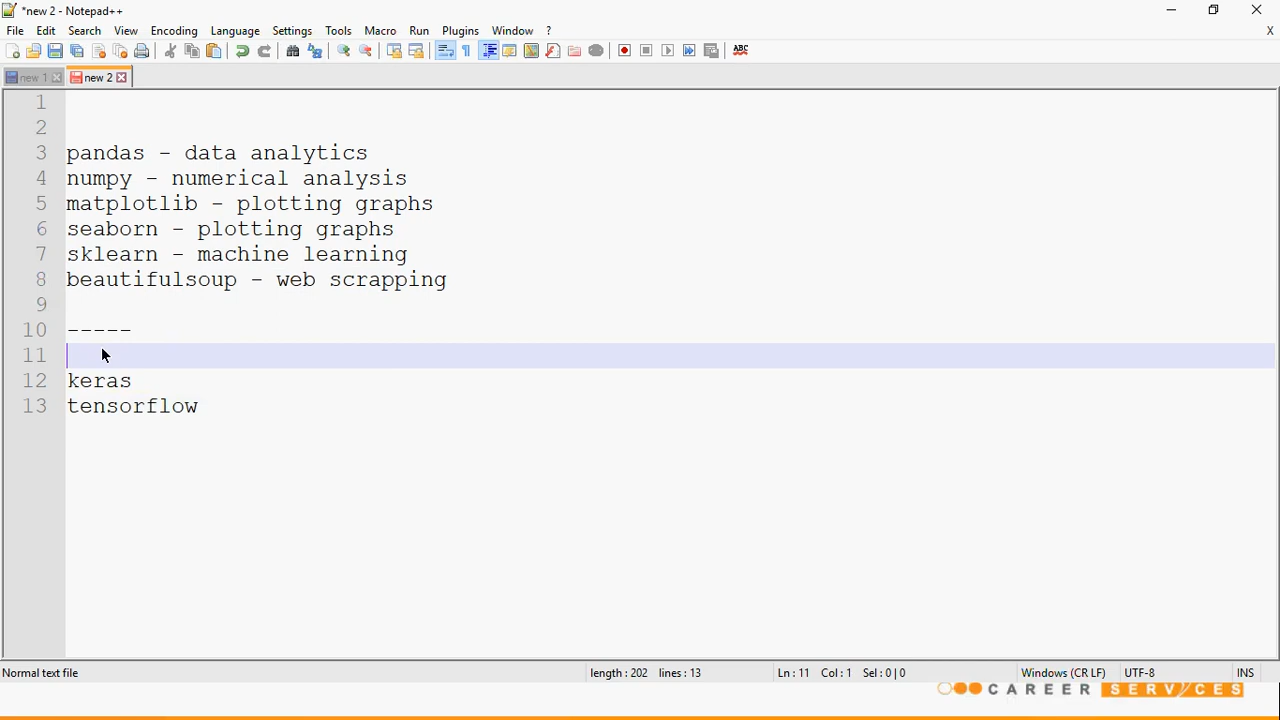 *new 2 - Notepad++
File Edit Search View Encoding Language Settings Tools Macro Run Plugins Window ? X
ABC
new 1 new 2
1
2
3 pandas - data analytics
4 numpy - numerical analysis
5 matplotlib - plotting graphs
6 seaborn - plotting graphs
7 sklearn - machine learning
8 beautifulsoup - web scrapping
9
10 -----
11
12 keras
13 tensorflow
Normal text file length : 202 lines : 13 Ln : 11 Col : 1 Sel : 0 | 0 Windows (CR LF) UTF-8 INS
CAREER SERVICES